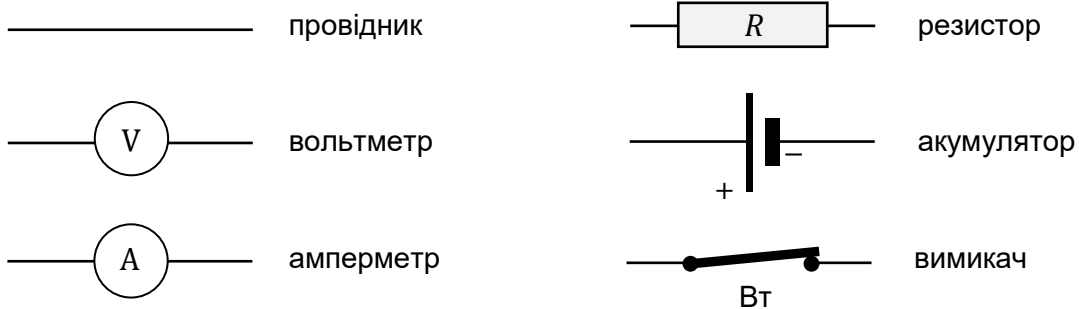 провідник
R резистор
V вольтметр
акумулятор
+ −
A амперметр
вимикач
Вт